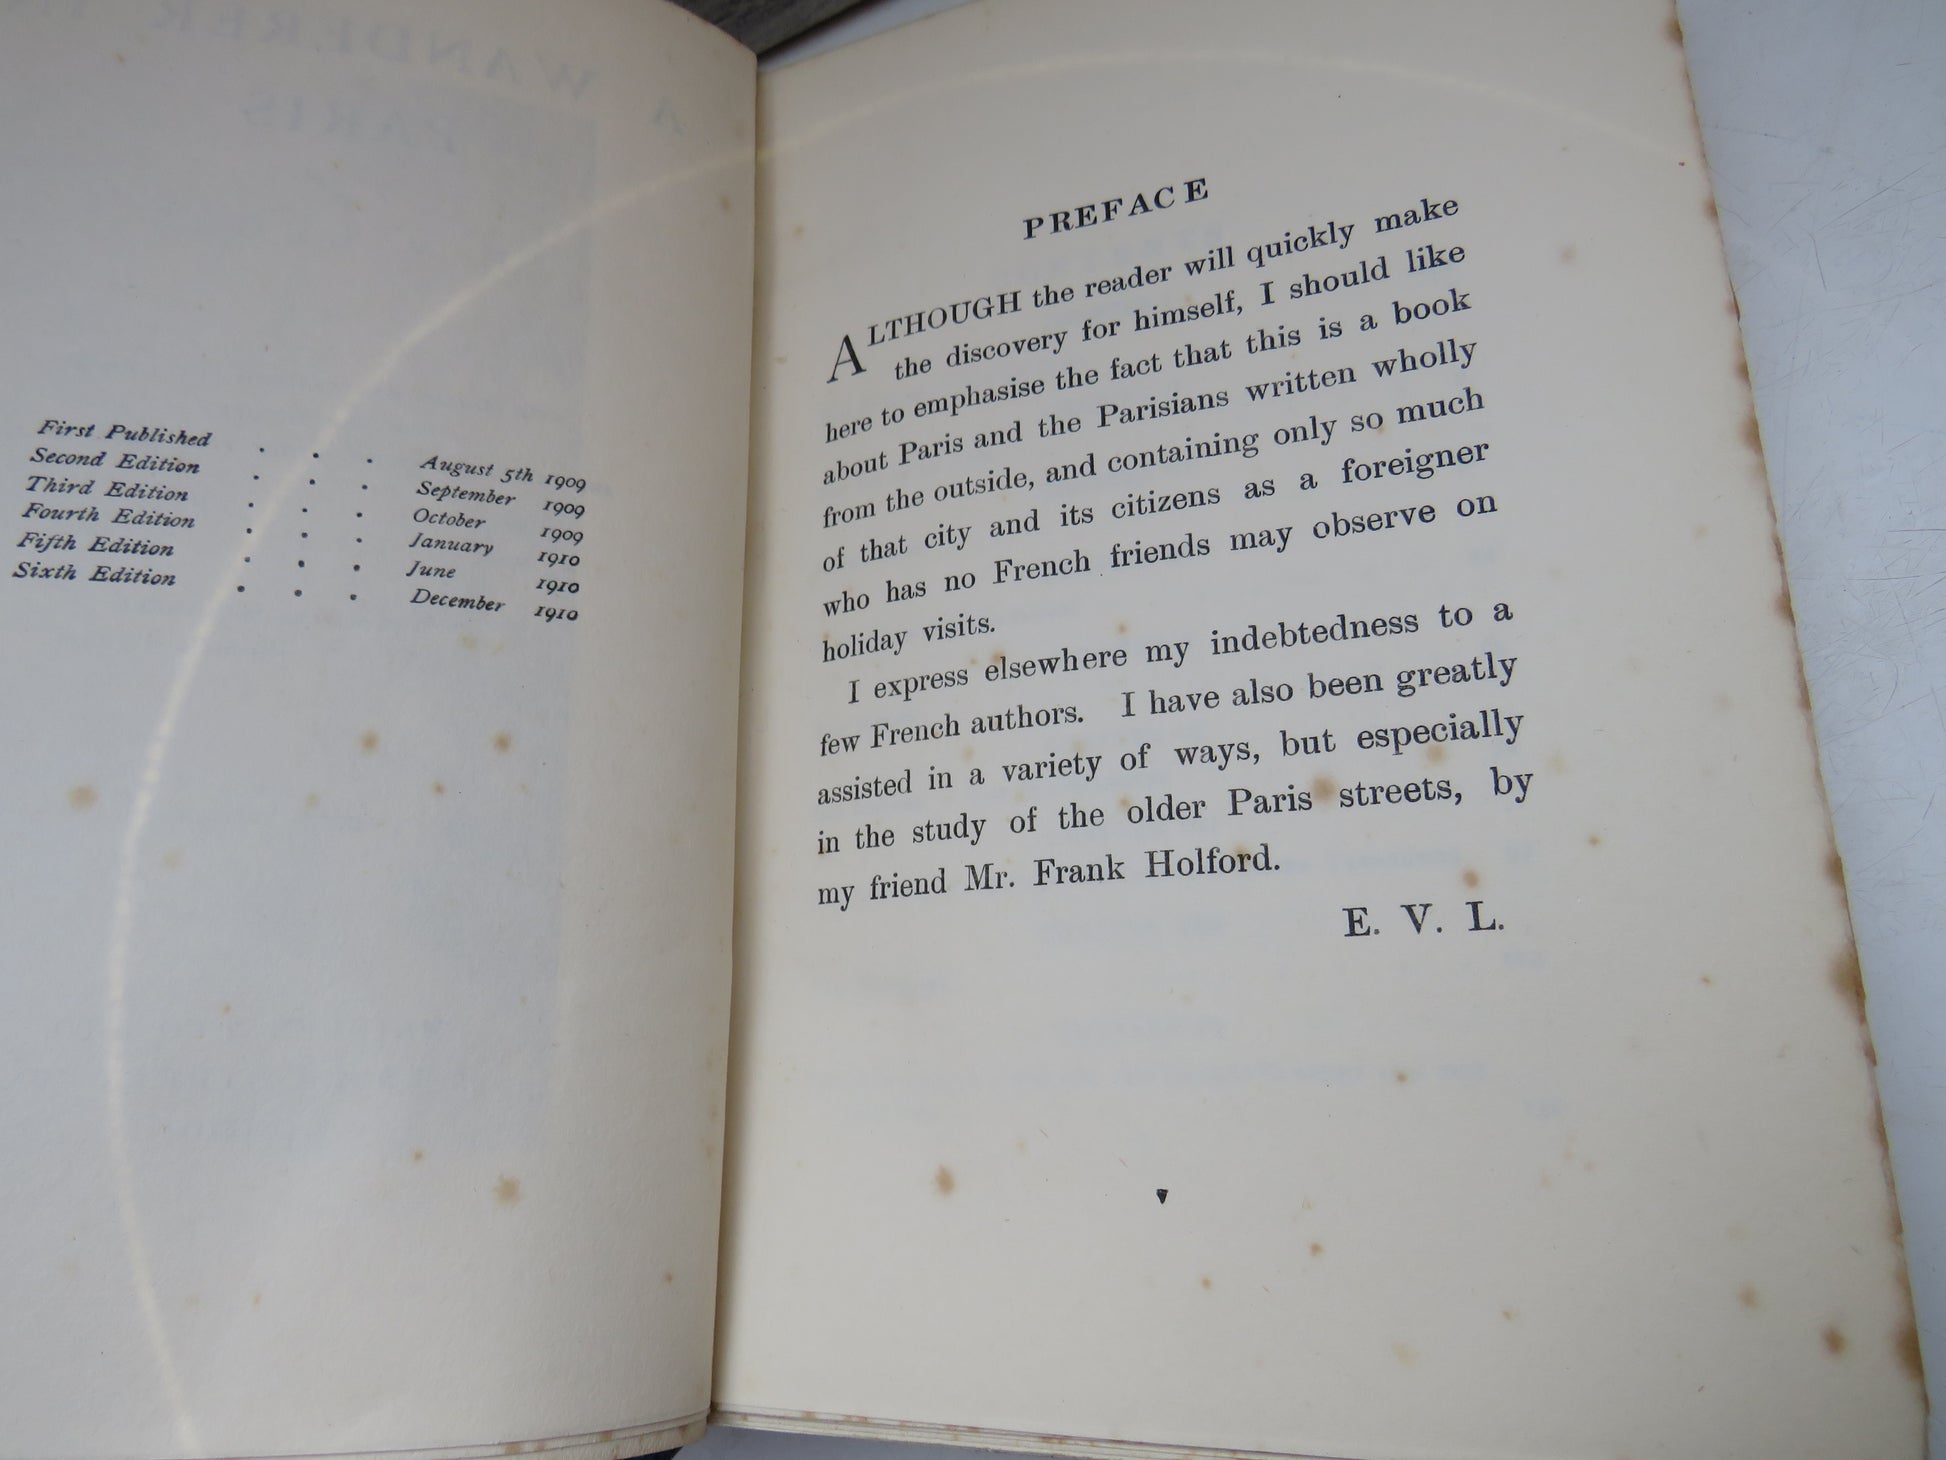 First Published . . . August 5th 1909
Second Edition . . . September 1909
Third Edition . . . October 1909
Fourth Edition . . . January 1910
Fifth Edition . . . June 1910
Sixth Edition . . . December 1910
PREFACE
ALTHOUGH the reader will quickly make
the discovery for himself, I should like
here to emphasise the fact that this is a book
about Paris and the Parisians written wholly
from the outside, and containing only so much
of that city and its citizens as a foreigner
who has no French friends may observe on
holiday visits.
I express elsewhere my indebtedness to a
few French authors. I have also been greatly
assisted in a variety of ways, but especially
in the study of the older Paris streets, by
my friend Mr. Frank Holford.
E. V. L.